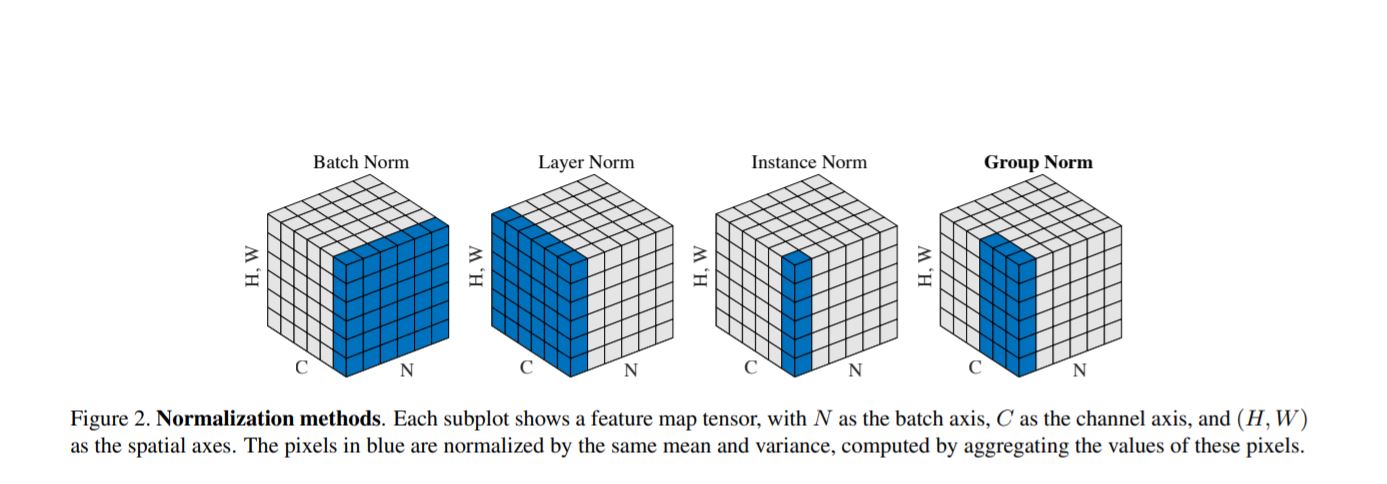 Batch Norm
Layer Norm
Instance Norm
Group Norm
H, W
C
N
H, W
C
N
H, W
C
N
H, W
C
N
Figure 2. Normalization methods. Each subplot shows a feature map tensor, with N as the batch axis, C as the channel axis, and (H, W)
as the spatial axes. The pixels in blue are normalized by the same mean and variance, computed by aggregating the values of these pixels.